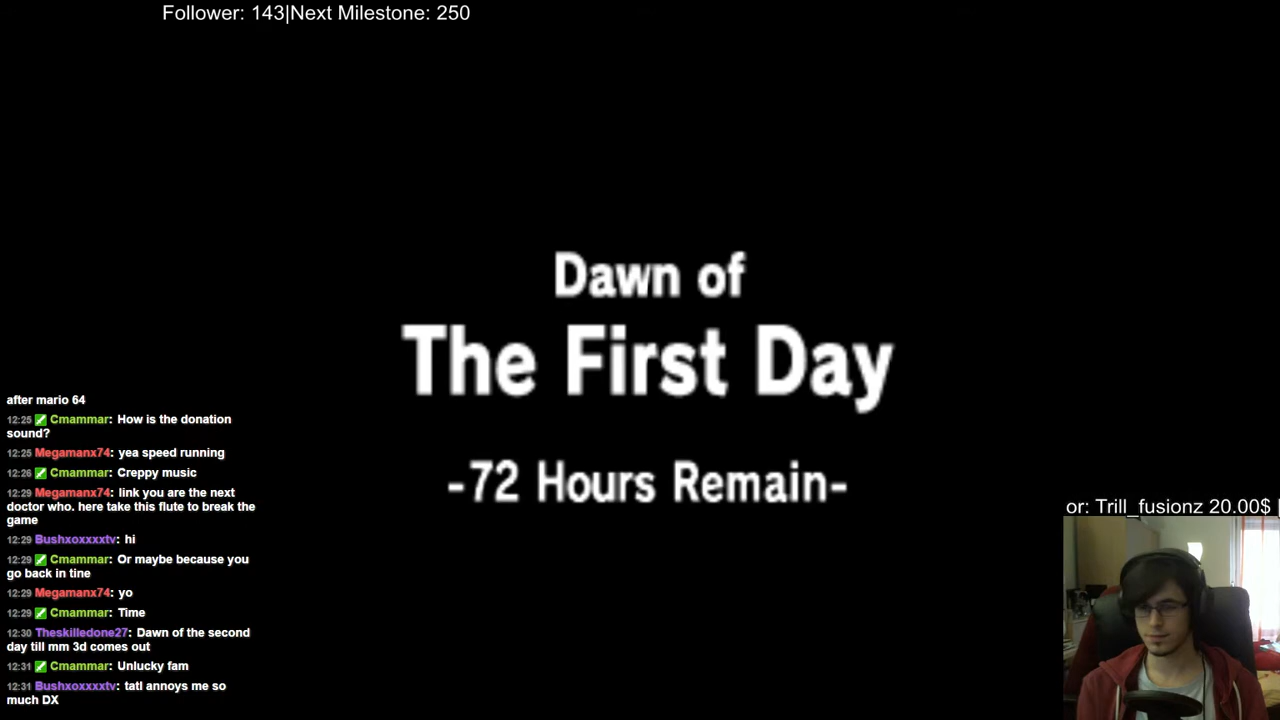 Follower: 143|Next Milestone: 250
Dawn of
The First Day
-72 Hours Remain-
after mario 64
12:25 Cmammar: How is the donation
sound?
12:25 Megamanx74: yea speed running
12:26 Cmammar: Creppy music
12:29 Megamanx74: link you are the next
doctor who. here take this flute to break the
game
12:29 Bushxoxxxtv: hi
12:29 Cmammar: Or maybe because you
go back in tine
12:29 Megamanx74: yo
12:29 Cmammar: Time
12:30 Theskilledone27: Dawn of the second
day till mm 3d comes out
12:31 Cmammar: Unlucky fam
12:31 Bushxoxxxtv: tatl annoys me so
much DX
or: Trill_fusionz 20.00$ |